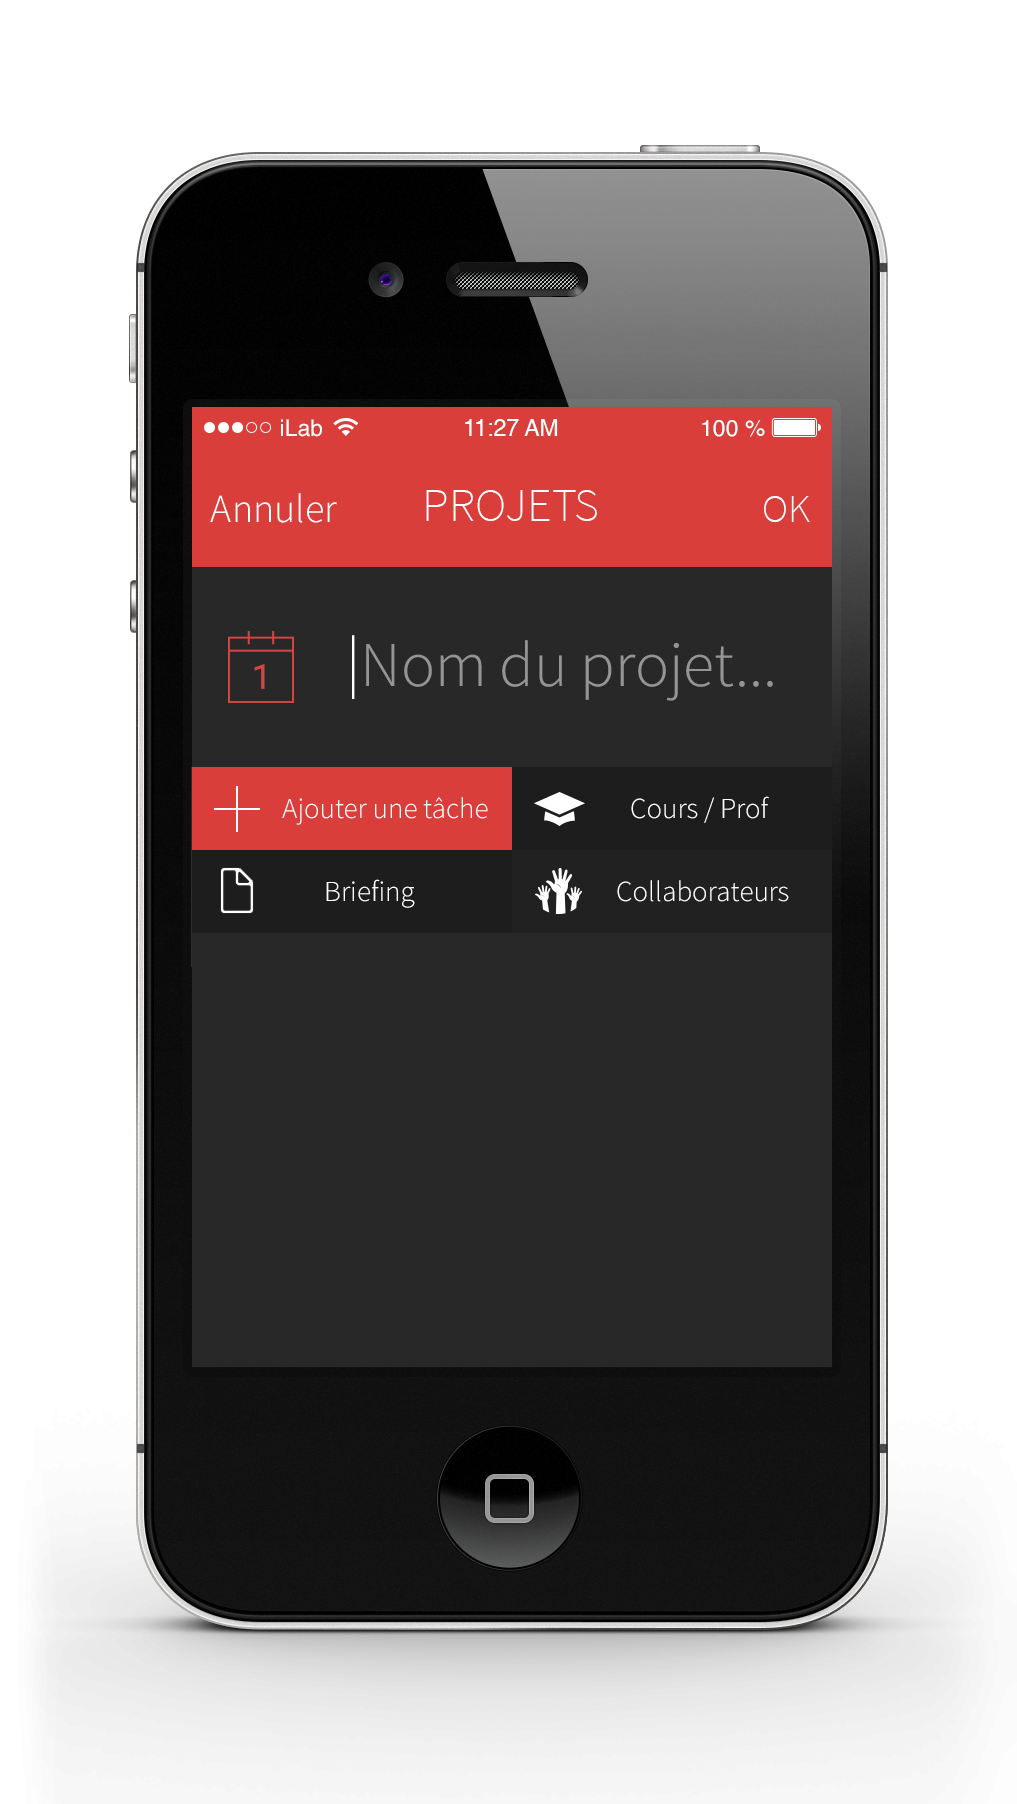 iLab 11:27 AM 100 %
Annuler PROJETS OK
1 Nom du projet...
Ajouter une tâche Cours / Prof
Briefing Collaborateurs